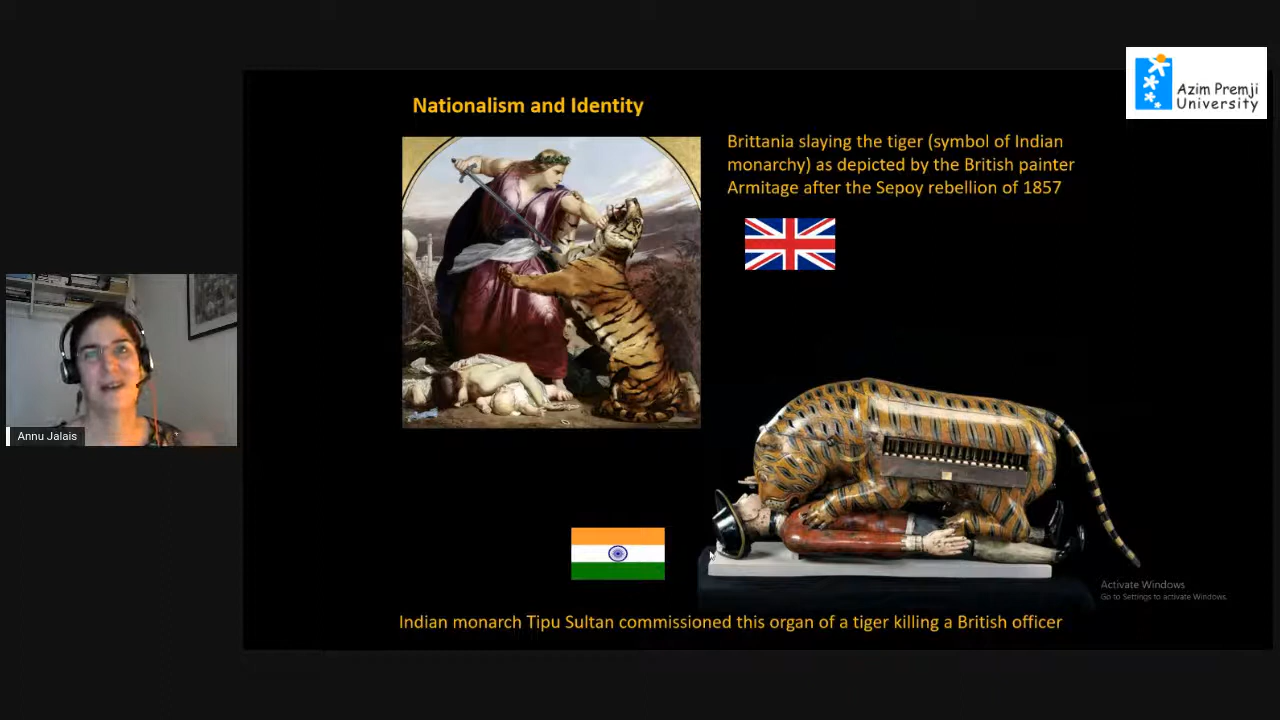 Azim Premji
University
Nationalism and Identity
Brittania slaying the tiger (symbol of Indian
monarchy) as depicted by the British painter
Armitage after the Sepoy rebellion of 1857
Annu Jalais
Activate Windows
Go to Settings to activate Windows.
Indian monarch Tipu Sultan commissioned this organ of a tiger killing a British officer